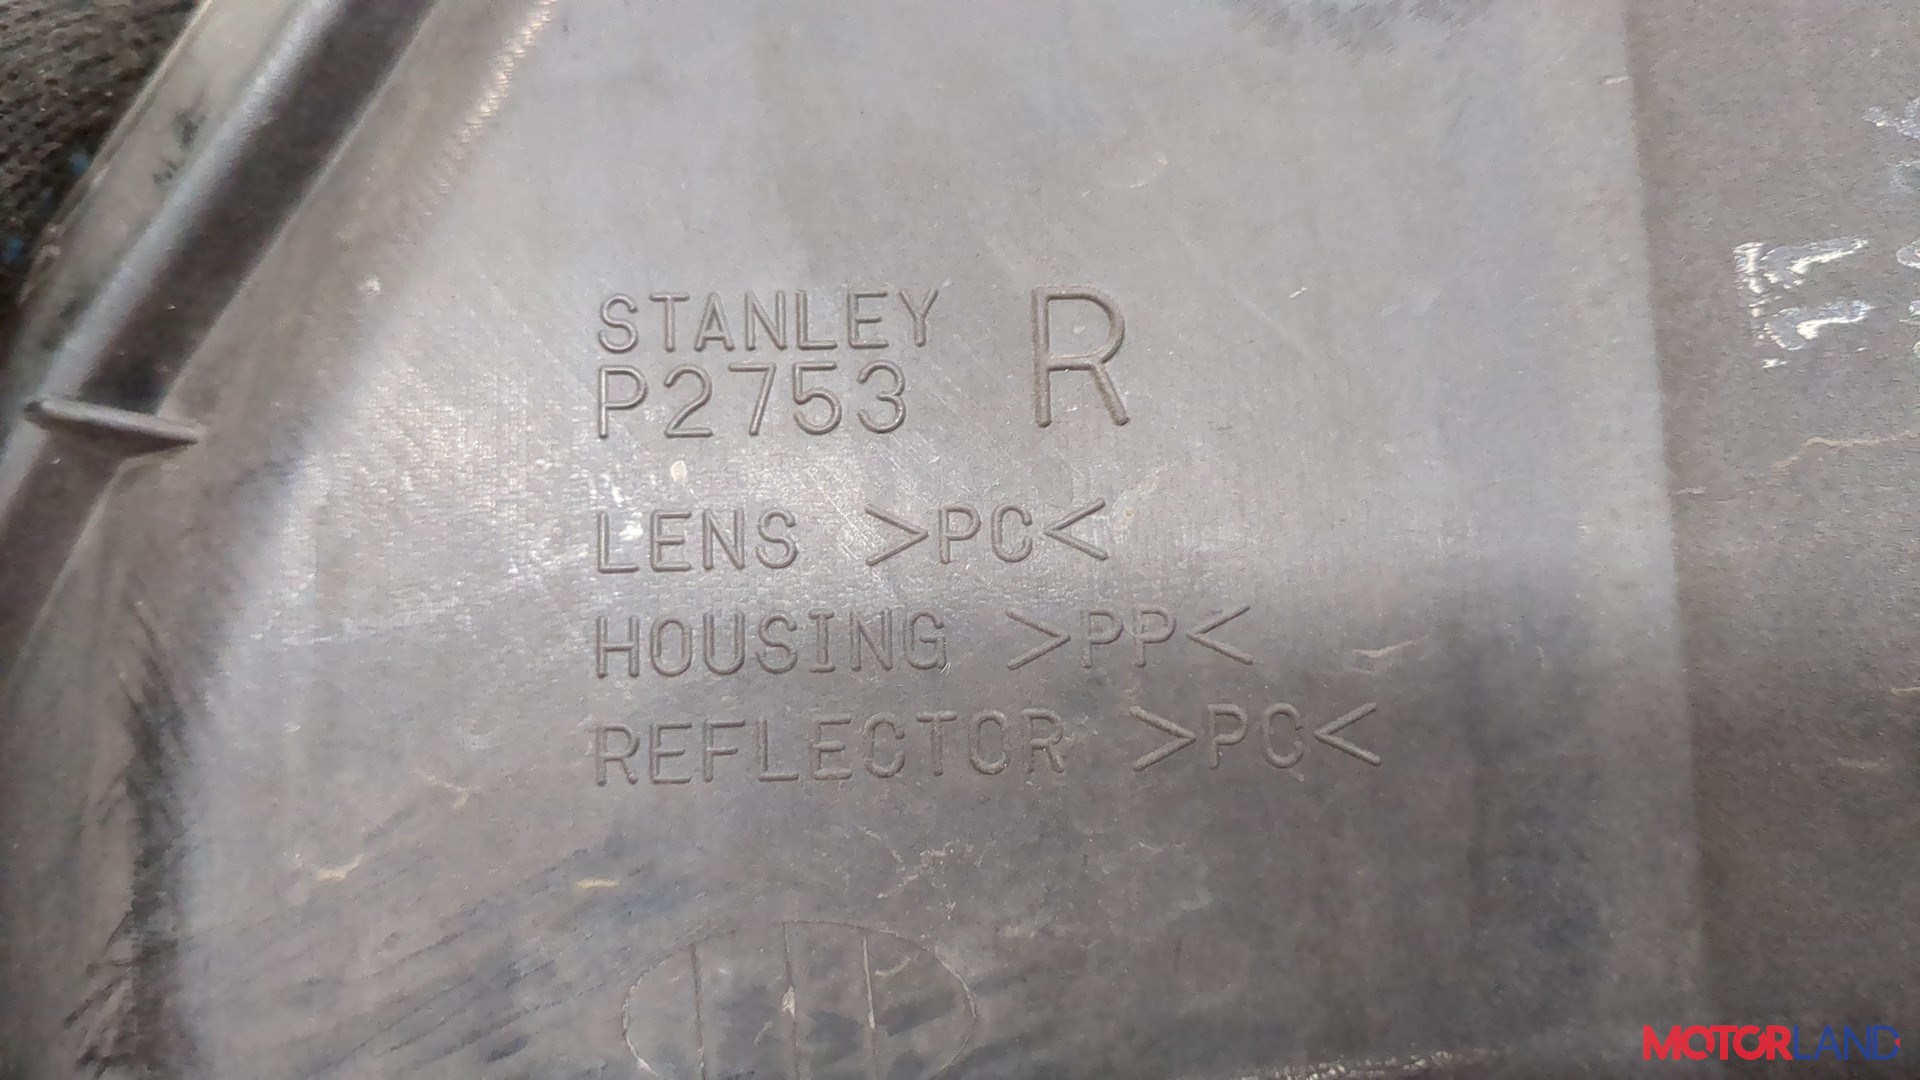 STANLEY R
P2753
LENS >PC<
HOUSING >PP<
REFLECTOR >PC<
MOTORLAND